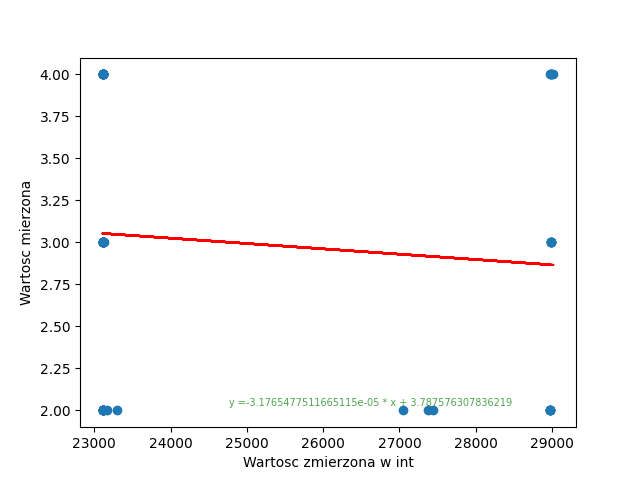 4.00
3.75
3.50
3.25
3.00
2.75
2.50
2.25
2.00
Wartosc mierzona
y =-3.1765477511665115e-05 * x + 3.787576307836219
23000 24000 25000 26000 27000 28000 29000
Wartosc zmierzona w int